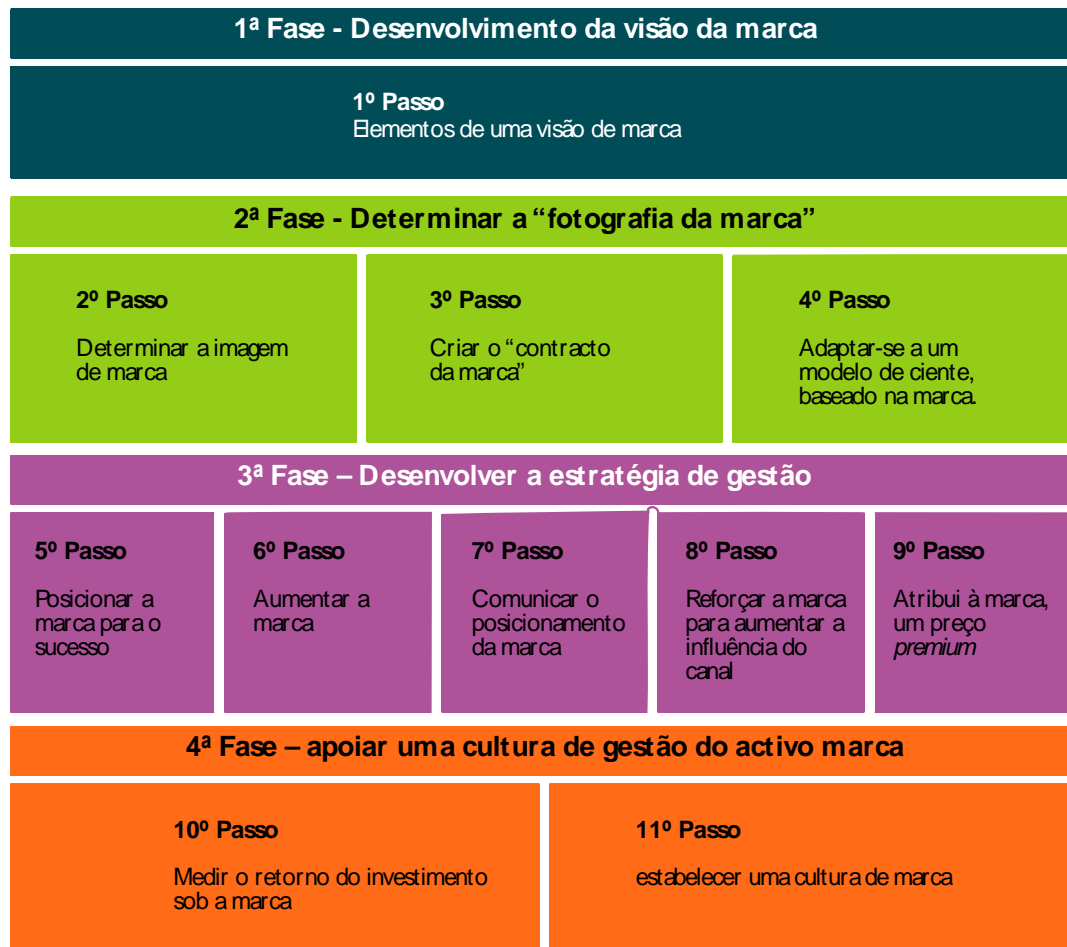 1ª Fase - Desenvolvimento da visão da marca
1º Passo
Elementos de uma visão de marca
2ª Fase - Determinar a “fotografia da marca”
2º Passo
Determinar a imagem
de marca
3º Passo
Criar o “contracto
da marca”
4º Passo
Adaptar-se a um
modelo de ciente,
baseado na marca.
3ª Fase – Desenvolver a estratégia de gestão
5º Passo
Posicionar a
marca para o
sucesso
6º Passo
Aumentar a
marca
7º Passo
Comunicar o
posicionamento
da marca
8º Passo
Reforçar a marca
para aumentar a
influência do
canal
9º Passo
Atribui à marca,
um preço
premium
4ª Fase – apoiar uma cultura de gestão do activo marca
10º Passo
Medir o retorno do investimento
sob a marca
11º Passo
estabelecer uma cultura de marca